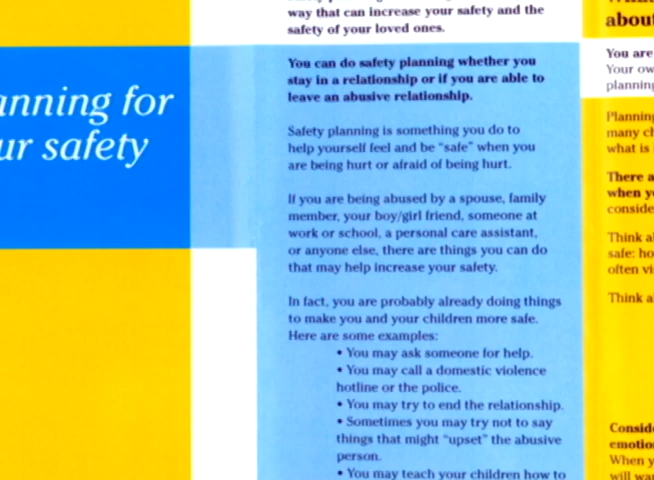 anning for
ur safety
way that can increase your safety and the
safety of your loved ones.
You can do safety planning whether you
stay in a relationship or if you are able to
leave an abusive relationship.
Safety planning is something you do to
help yourself feel and be “safe” when you
are being hurt or afraid of being hurt.
If you are being abused by a spouse, family
member, your boy/girl friend, someone at
work or school, a personal care assistant,
or anyone else, there are things you can do
that may help increase your safety.
In fact, you are probably already doing things
to make you and your children more safe.
Here are some examples:
• You may ask someone for help.
• You may call a domestic violence
hotline or the police.
• You may try to end the relationship.
• Sometimes you may try not to say
things that might “upset” the abusive
person.
• You may teach your children how to
about
You are
Your ow
planning
Planning
many ch
what is
There a
when yo
conside
Think al
safe: ho
often vi
Think a
Conside
emotion
When y
will wa